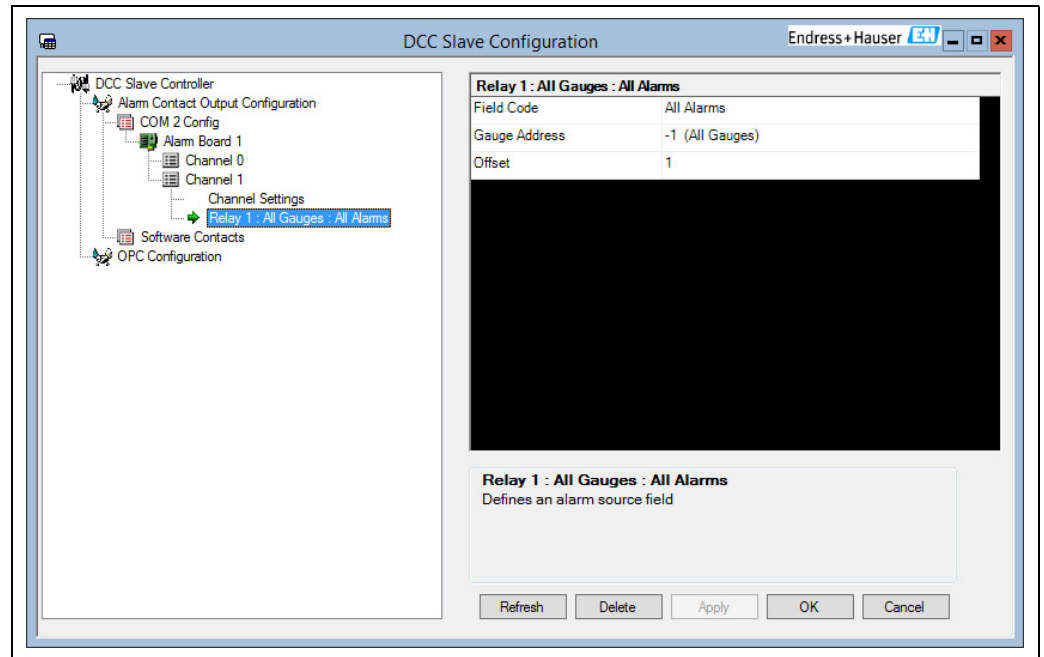 DCC Slave Configuration
Endress+Hauser EH
DCC Slave Controller
Alarm Contact Output Configuration
COM 2 Config
Alarm Board 1
Channel 0
Channel 1
Channel Settings
Relay 1 : All Gauges : All Alarms
Software Contacts
OPC Configuration
Relay 1 : All Gauges : All Alarms
Field Code All Alarms
Gauge Address -1 (All Gauges)
Offset 1
Relay 1 : All Gauges : All Alarms
Defines an alarm source field
Refresh Delete Apply OK Cancel